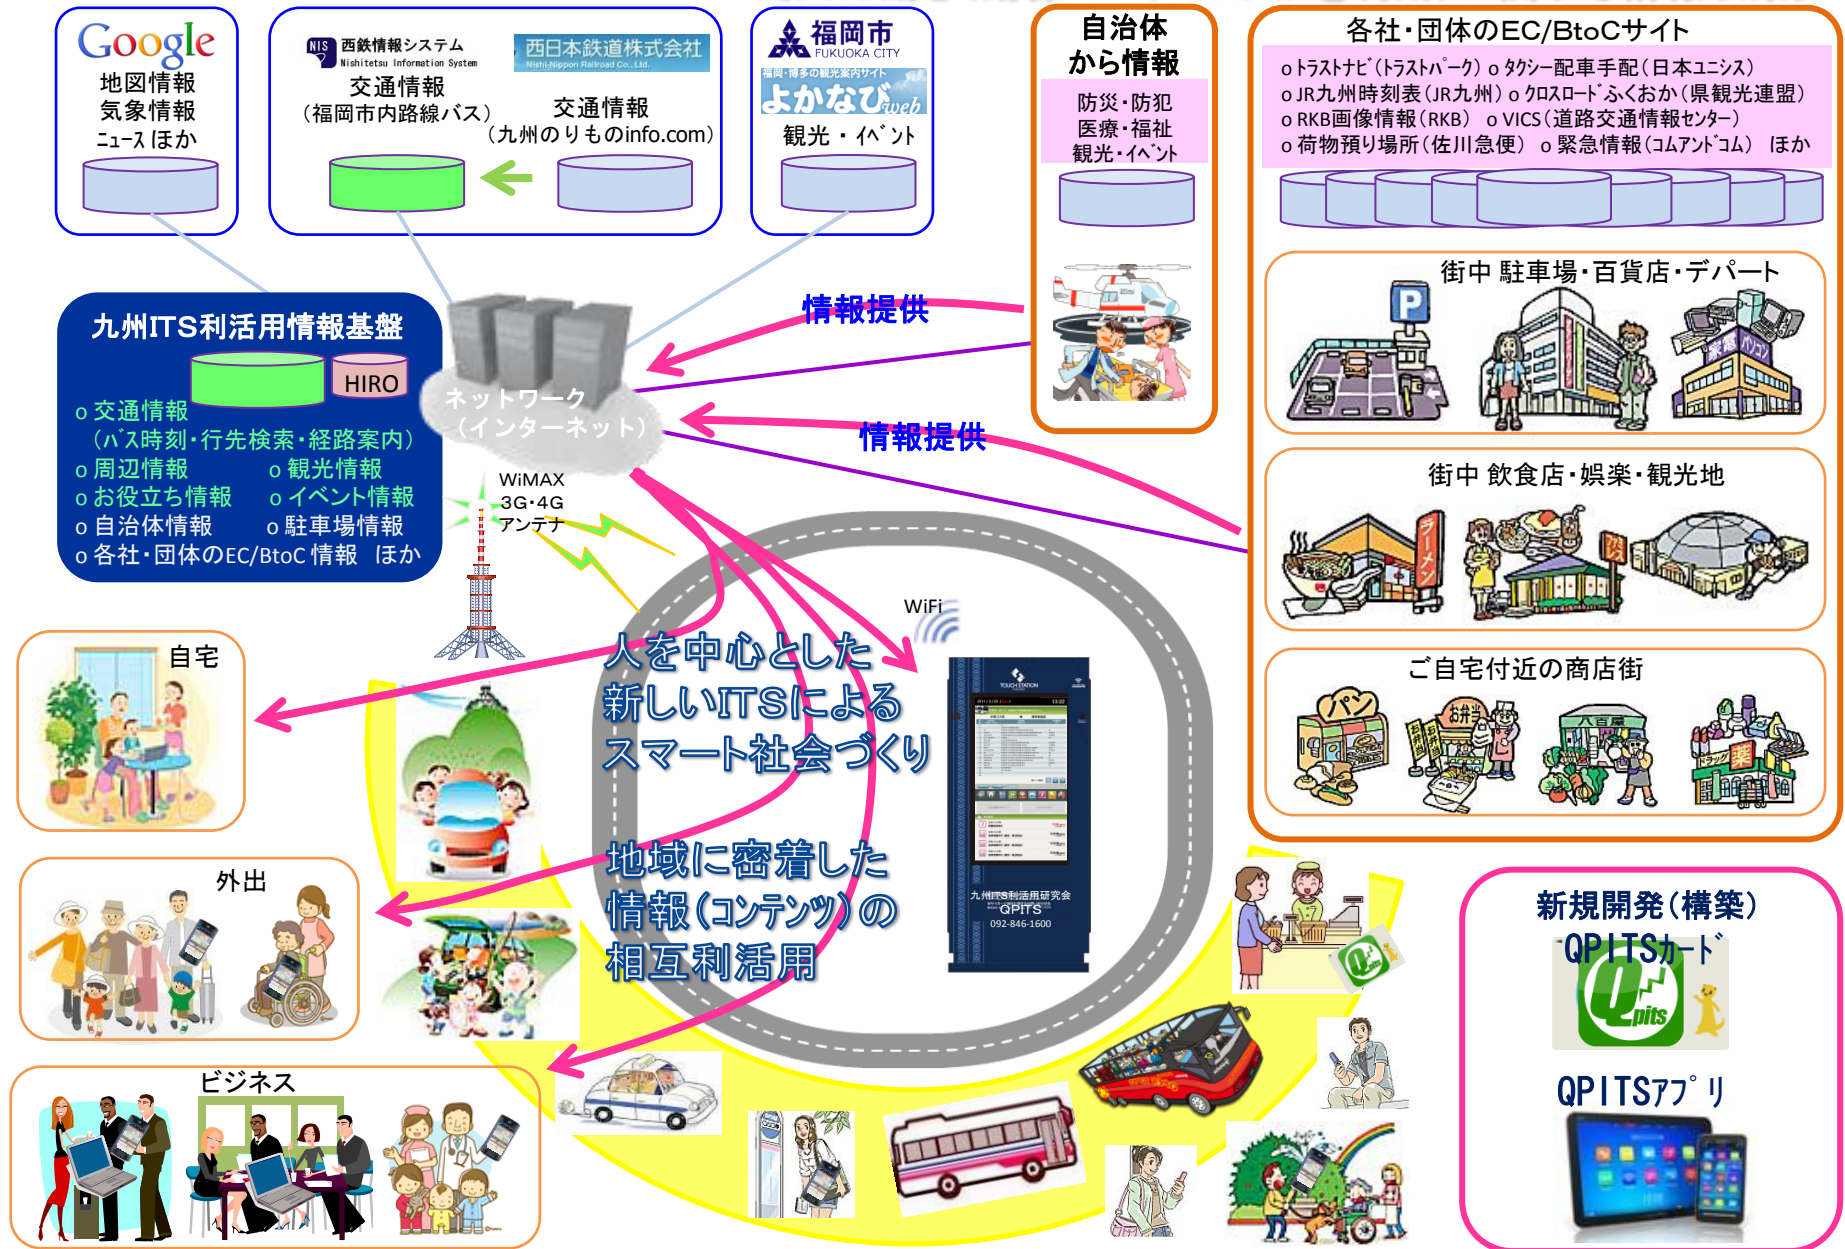 Google
地図情報
気象情報
ニュース ほか
NIS 西鉄情報システム
Nishitetsu Information System
交通情報
(福岡市内路線バス)
西日本鉄道株式会社
Nishi-Nippon Railroad Co., Ltd.
交通情報
(九州のりものinfo.com)
福岡市
FUKUOKA CITY
福岡・博多の観光案内サイト
よかなびweb
観光・イベント
自治体
から情報
防災・防犯
医療・福祉
観光・イベント
各社・団体のEC/BtoCサイト
o トラストナビ(トラストパーク) o タクシー配車手配(日本ユニシス)
o JR九州時刻表(JR九州) o クロスロードふくおか(県観光連盟)
o RKB画像情報(RKB) o VICS(道路交通情報センター)
o 荷物預り場所(佐川急便) o 緊急情報(コムアンドコム) ほか
街中 駐車場・百貨店・デパート
P
家電 パソコン
街中 飲食店・娯楽・観光地
ラーメン
ご自宅付近の商店街
パン
お弁当
お弁当
お弁当
八百屋
ドラッグ 薬
九州ITS利活用情報基盤
HIRO
o 交通情報
(バス時刻・行先検索・経路案内)
o 周辺情報 o 観光情報
o お役立ち情報 o イベント情報
o 自治体情報 o 駐車場情報
o 各社・団体のEC/BtoC 情報 ほか
ネットワーク
(インターネット)
情報提供
情報提供
WiMAX
3G・4G
アンテナ
WiFi
人を中心とした
新しいITSによる
スマート社会づくり
地域に密着した
情報(コンテンツ)の
相互利活用
TOUCH STATION
九州ITS利活用研究会
QPITS
092-846-1600
自宅
外出
ビジネス
新規開発(構築)
QPITSカード
Qpits
QPITSアプリ